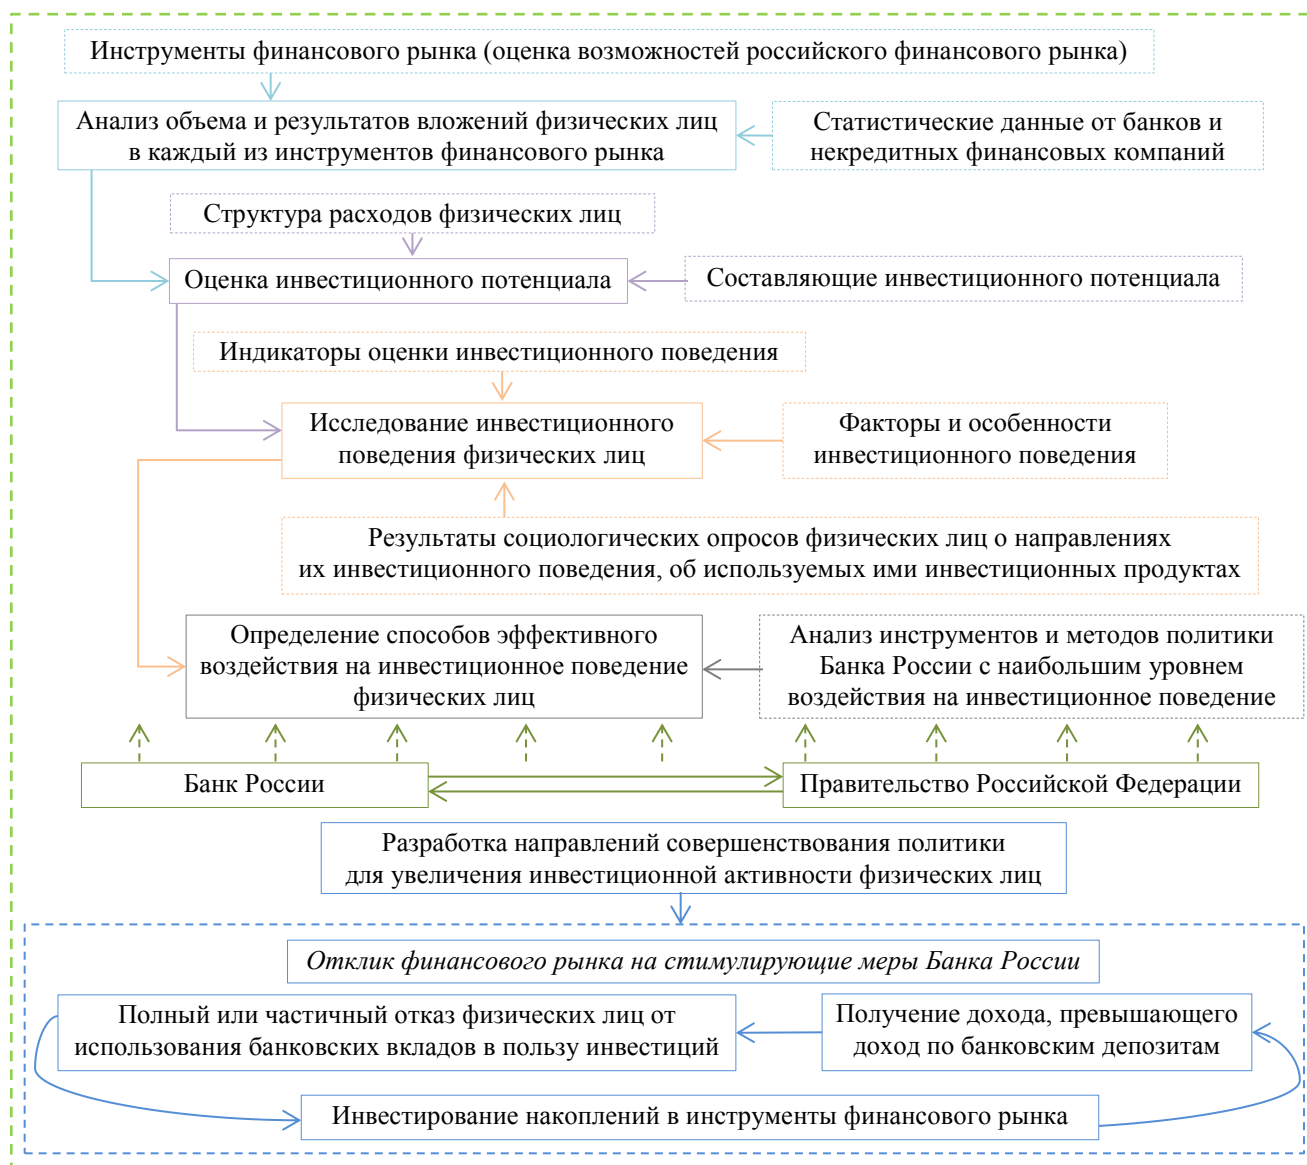 Инструменты финансового рынка (оценка возможностей российского финансового рынка)
Анализ объема и результатов вложений физических лиц
в каждый из инструментов финансового рынка
Статистические данные от банков и
некредитных финансовых компаний
Структура расходов физических лиц
Оценка инвестиционного потенциала
Составляющие инвестиционного потенциала
Индикаторы оценки инвестиционного поведения
Исследование инвестиционного
поведения физических лиц
Факторы и особенности
инвестиционного поведения
Результаты социологических опросов физических лиц о направлениях
их инвестиционного поведения, об используемых ими инвестиционных продуктах
Определение способов эффективного
воздействия на инвестиционное поведение
физических лиц
Анализ инструментов и методов политики
Банка России с наибольшим уровнем
воздействия на инвестиционное поведение
Банк России
Правительство Российской Федерации
Разработка направлений совершенствования политики
для увеличения инвестиционной активности физических лиц
Отклик финансового рынка на стимулирующие меры Банка России
Полный или частичный отказ физических лиц от
использования банковских вкладов в пользу инвестиций
Получение дохода, превышающего
доход по банковским депозитам
Инвестирование накоплений в инструменты финансового рынка